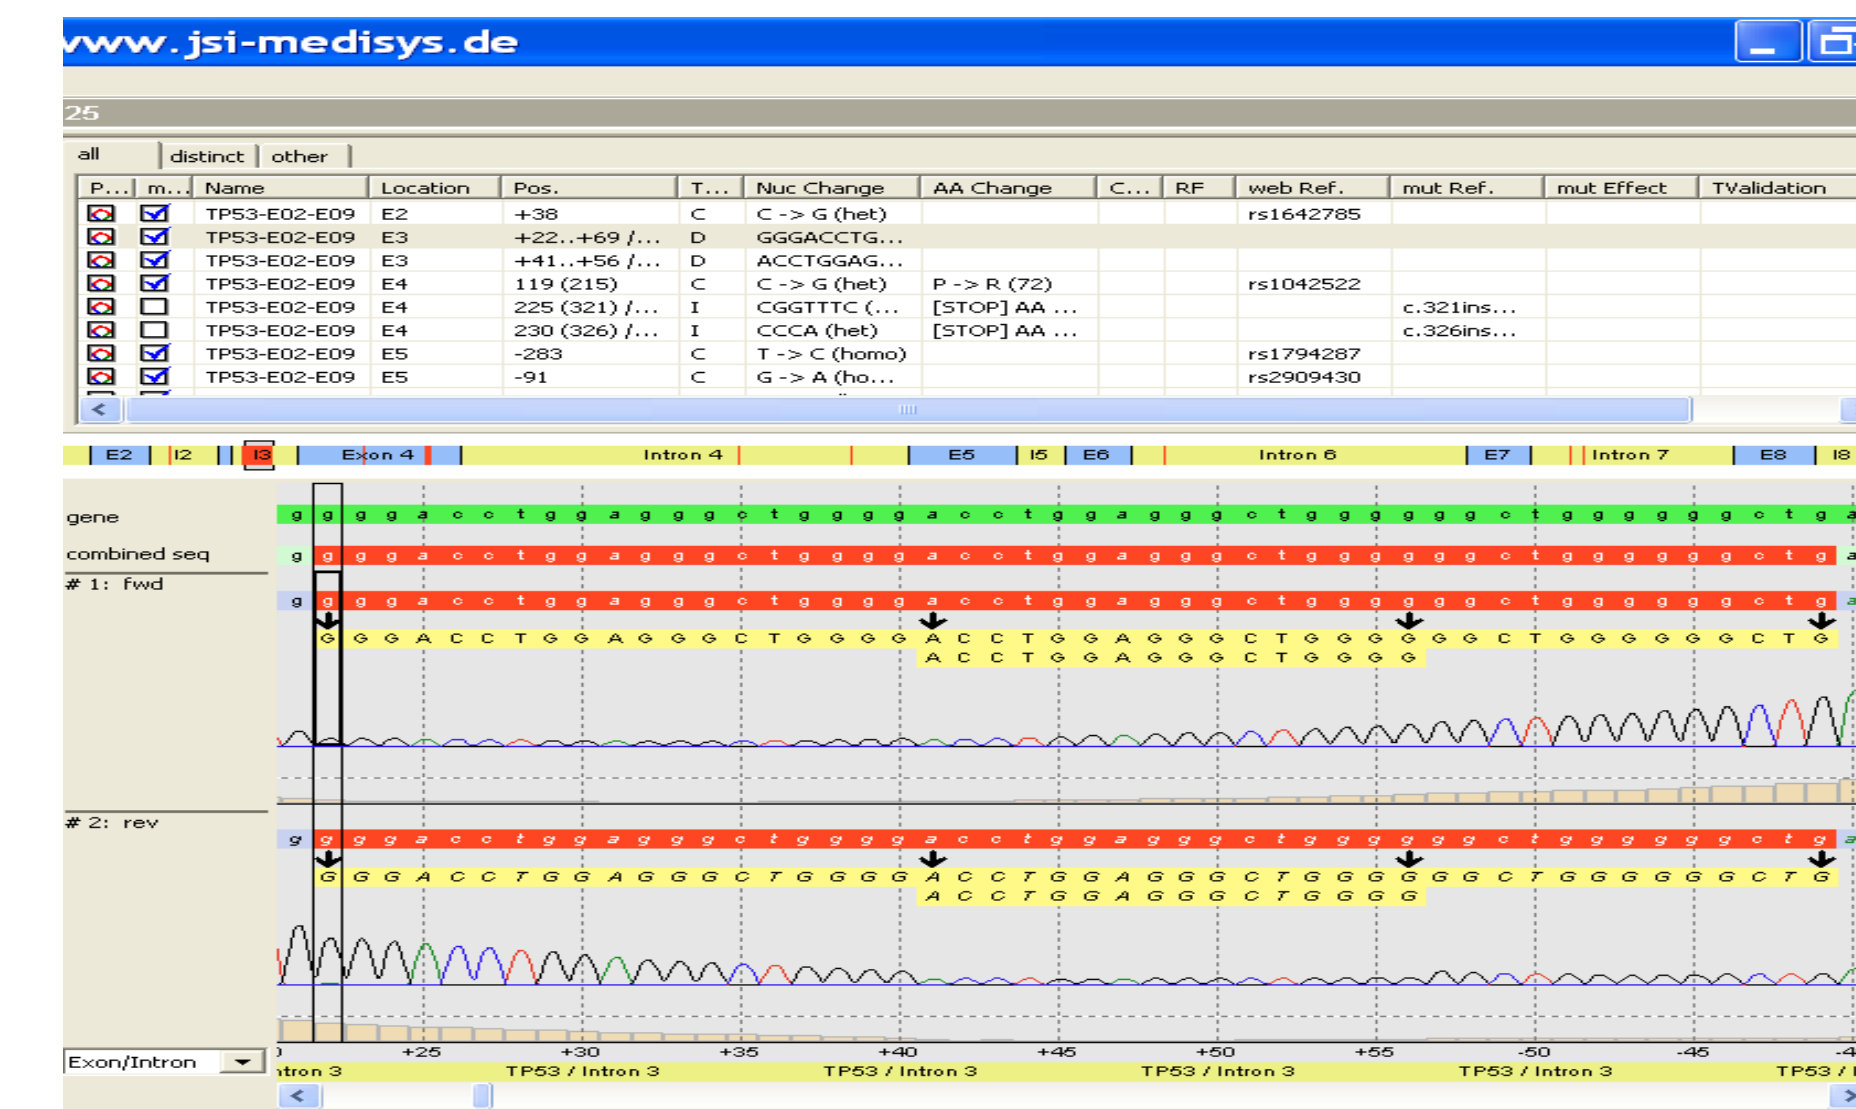 www.jsi-medisys.de
25
all distinct other
P... m... Name Location Pos. T... Nuc Change AA Change C... RF web Ref. mut Ref. mut Effect TValidation
TP53-E02-E09 E2 +38 C C -> G (het) rs1642785
TP53-E02-E09 E3 +22..+69 /... D GGGACCTG...
TP53-E02-E09 E3 +41..+56 /... D ACCTGGAG...
TP53-E02-E09 E4 119 (215) C C -> G (het) P -> R (72) rs1042522
TP53-E02-E09 E4 225 (321) /... I CGGTTTC (... [STOP] AA ... c.321ins...
TP53-E02-E09 E4 230 (326) /... I CCCA (het) [STOP] AA ... c.326ins...
TP53-E02-E09 E5 -283 C T -> C (homo) rs1794287
TP53-E02-E09 E5 -91 C G -> A (ho... rs2909430
E2 I2 I3 Exon 4 Intron 4 E5 I5 E6 Intron 6 E7 Intron 7 E8 I8
gene g g g g a c c t g g a g g g c t g g g g a c c t g g a g g g c t g g g g g g c t g g g g g g c t g a
combined seq g g g g a c c t g g a g g g c t g g g g a c c t g g a g g g c t g g g g g g c t g g g g g g c t g a
# 1: fwd
g g g g a c c t g g a g g g c t g g g g a c c t g g a g g g c t g g g g g g c t g g g g g g c t g a
G G G A C C T G G A G G G C T G G G G A C C T G G A G G G C T G G G G G G C T G G G G G G C T G
A C C T G G A G G G C T G G G G
# 2: rev
g g g g a c c t g g a g g g c t g g g g a c c t g g a g g g c t g g g g g g c t g g g g g g c t g a
G G G A C C T G G A G G G C T G G G G A C C T G G A G G G C T G G G G G G C T G G G G G G C T G
A C C T G G A G G G C T G G G G
+25 +30 +35 +40 +45 +50 +55 -50 -45 -4
Exon/Intron ntron 3 TP53 / Intron 3 TP53 / Intron 3 TP53 / Intron 3 TP53 / Intron 3 TP53 / I